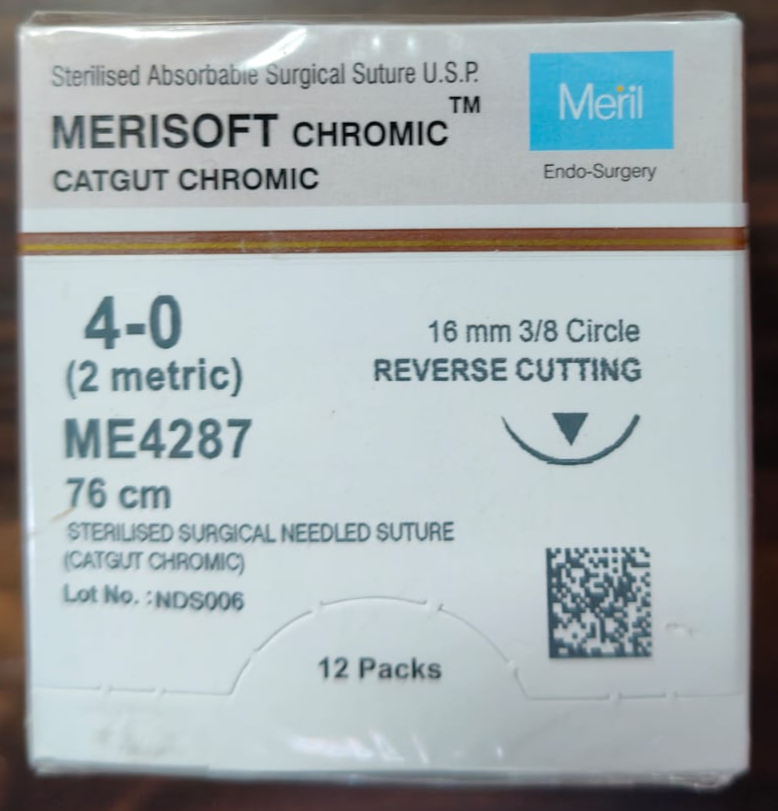 Sterilised Absorbable Surgical Suture U.S.P.
MERISOFT CHROMIC™
CATGUT CHROMIC
Meril
Endo-Surgery
4-0
(2 metric)
16 mm 3/8 Circle
REVERSE CUTTING
ME4287
76 cm
STERILISED SURGICAL NEEDLED SUTURE
(CATGUT CHROMIC)
Lot No. :NDS006
12 Packs